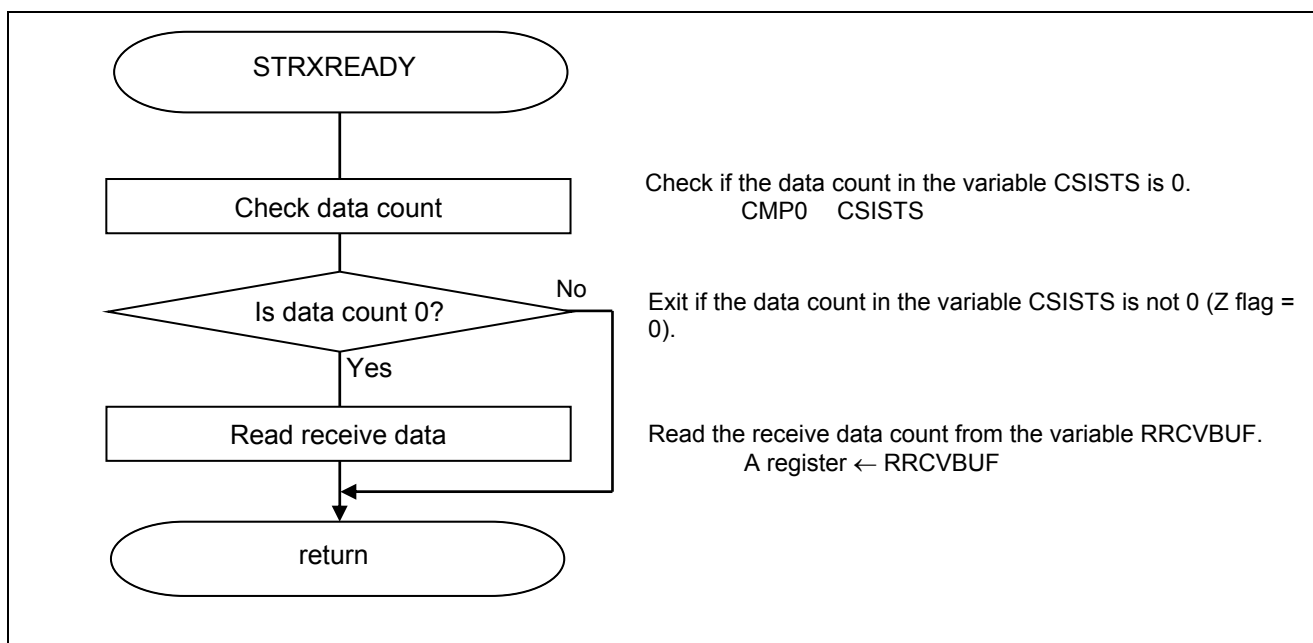 STRXREADY
Check data count
Check if the data count in the variable CSISTS is 0.
CMP0 CSISTS
Is data count 0?
No
Exit if the data count in the variable CSISTS is not 0 (Z flag =
0).
Yes
Read receive data
Read the receive data count from the variable RRCVBUF.
A register ← RRCVBUF
return